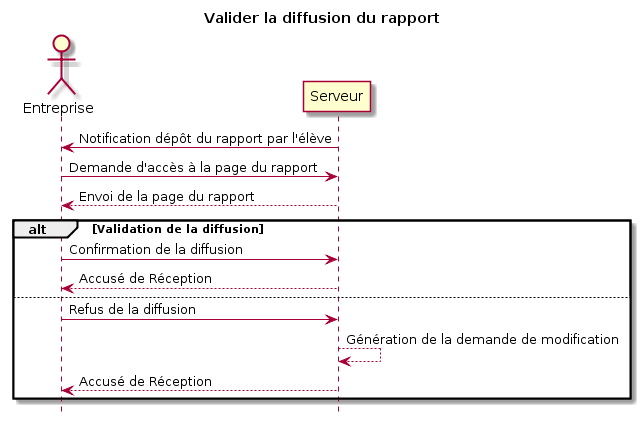 Valider la diffusion du rapport
Entreprise
Serveur
Notification dépôt du rapport par l'élève
Demande d'accès à la page du rapport
Envoi de la page du rapport
alt [Validation de la diffusion]
Confirmation de la diffusion
Accusé de Réception
Refus de la diffusion
Génération de la demande de modification
Accusé de Réception